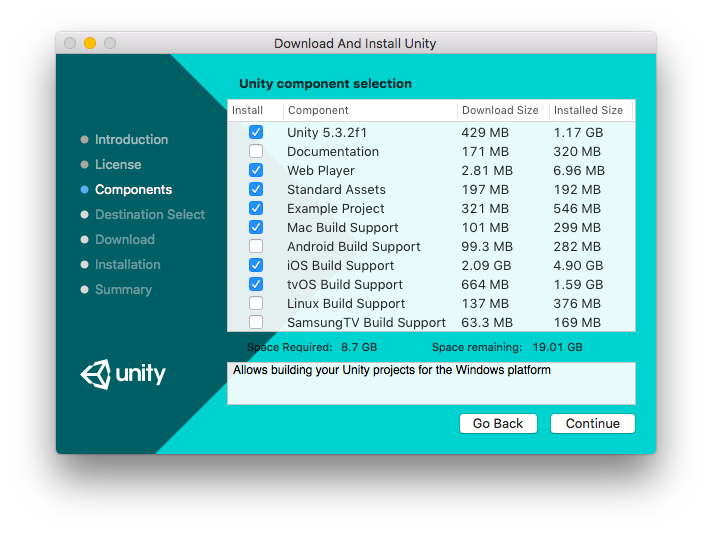 Download And Install Unity
Unity component selection
Install Component Download Size Installed Size
Unity 5.3.2f1 429 MB 1.17 GB
Documentation 171 MB 320 MB
Web Player 2.81 MB 6.96 MB
Standard Assets 197 MB 192 MB
Example Project 321 MB 546 MB
Mac Build Support 101 MB 299 MB
Android Build Support 99.3 MB 282 MB
iOS Build Support 2.09 GB 4.90 GB
tvOS Build Support 664 MB 1.59 GB
Linux Build Support 137 MB 376 MB
SamsungTV Build Support 63.3 MB 169 MB
Introduction
License
Components
Destination Select
Download
Installation
Summary
unity
Space Required: 8.7 GB Space remaining: 19.01 GB
Allows building your Unity projects for the Windows platform
Go Back Continue